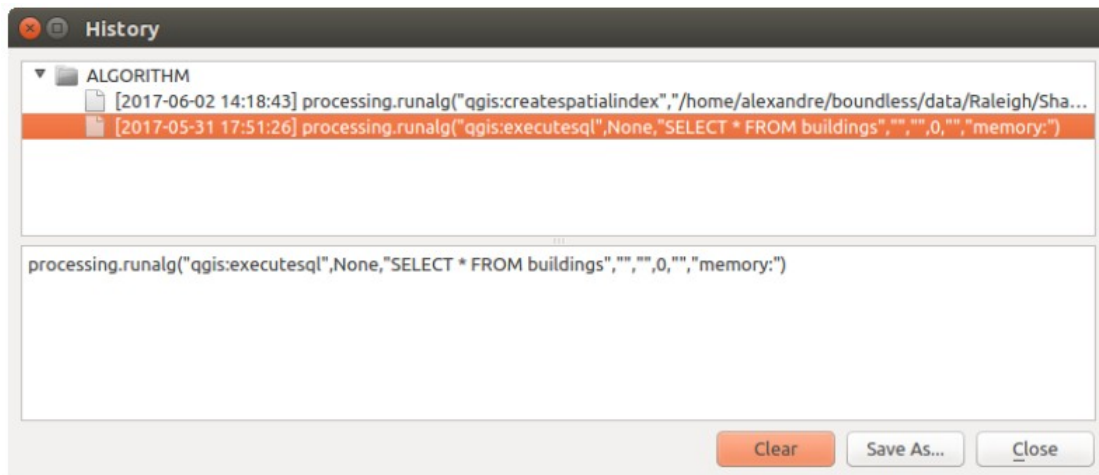 History
ALGORITHM
[2017-06-02 14:18:43] processing.runalg("qgis:createspatialindex","/home/alexandre/boundless/data/Raleigh/Sha...
[2017-05-31 17:51:26] processing.runalg("qgis:executesql",None,"SELECT * FROM buildings","","",0,"","memory:")
processing.runalg("qgis:executesql",None,"SELECT * FROM buildings","","",0,"","memory:")
Clear Save As... Close